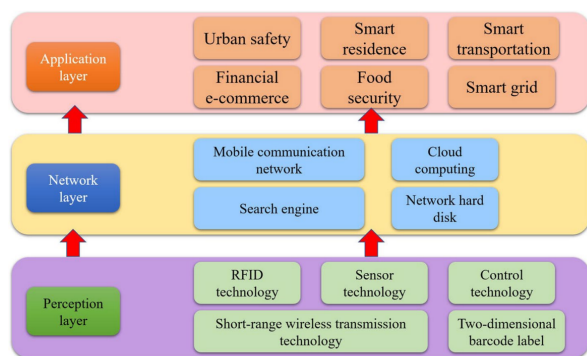 Application
layer
Urban safety
Smart
residence
Smart
transportation
Financial
e-commerce
Food
security
Smart grid
Network
layer
Mobile communication
network
Cloud
computing
Search engine
Network hard
disk
Perception
layer
RFID
technology
Sensor
technology
Control
technology
Short-range wireless transmission
technology
Two-dimensional
barcode label